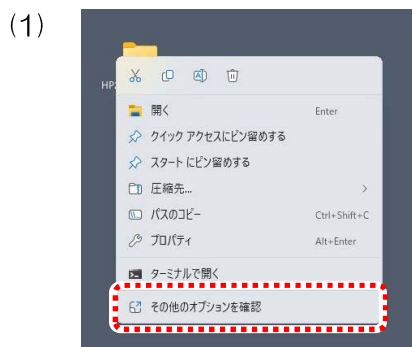 (1)
HP2
開く Enter
クイック アクセスにピン留めする
スタート にピン留めする
圧縮先...
パスのコピー Ctrl+Shift+C
プロパティ Alt+Enter
ターミナルで開く
その他のオプションを確認